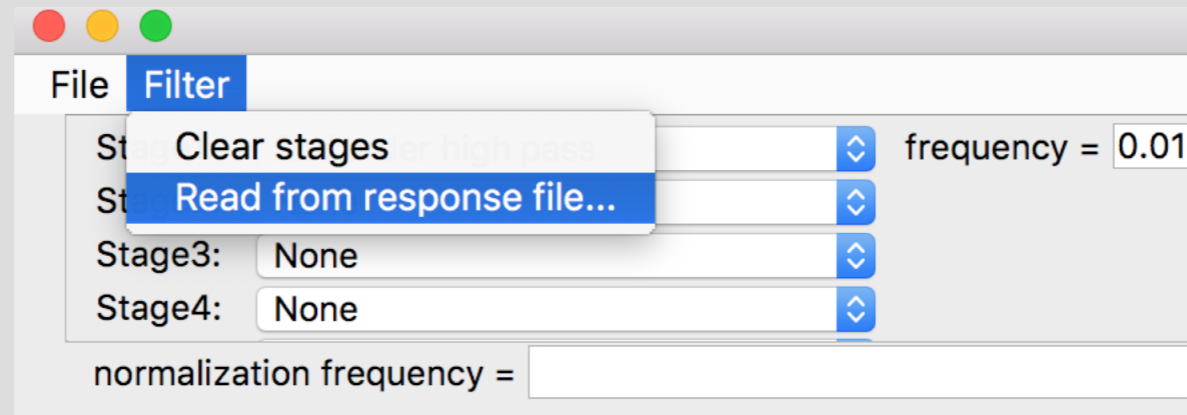 File Filter
Clear stages
frequency = 0.01
Read from response file...
Stage3: None
Stage4: None
normalization frequency =